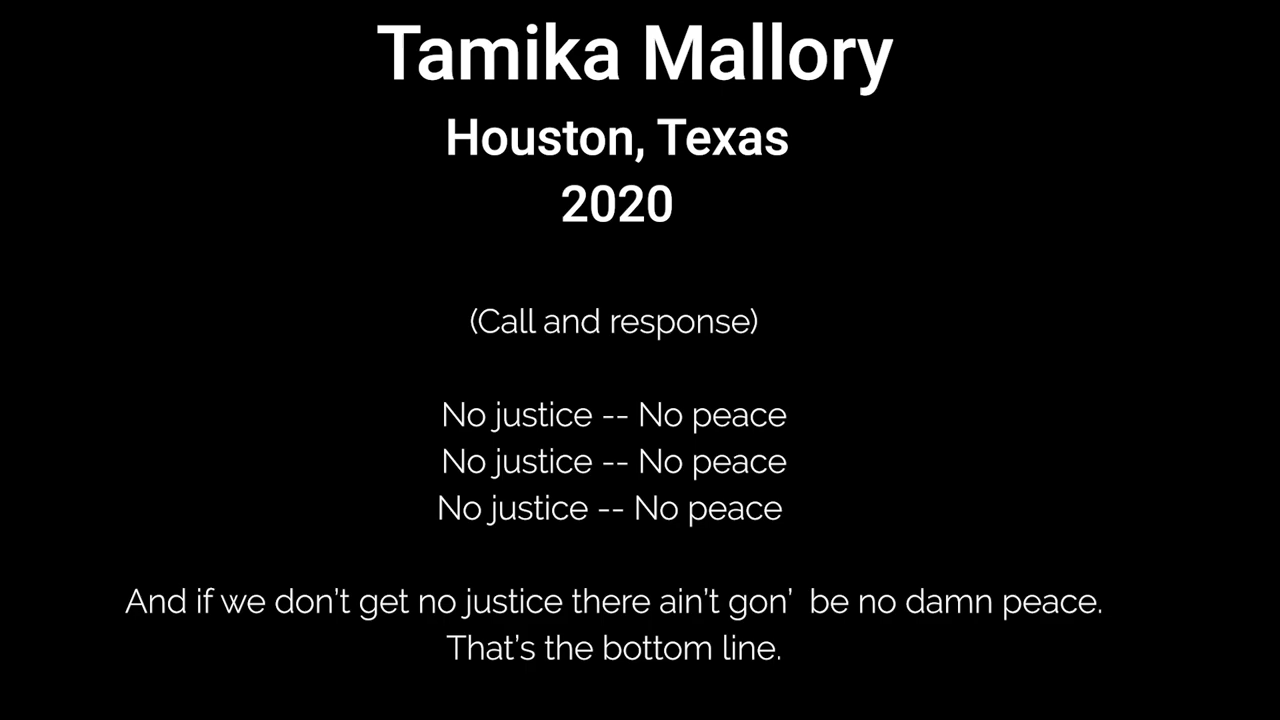 Tamika Mallory
Houston, Texas
2020
(Call and response)
No justice -- No peace
No justice -- No peace
No justice -- No peace
And if we don’t get no justice there ain’t gon’  be no damn peace.
That’s the bottom line.